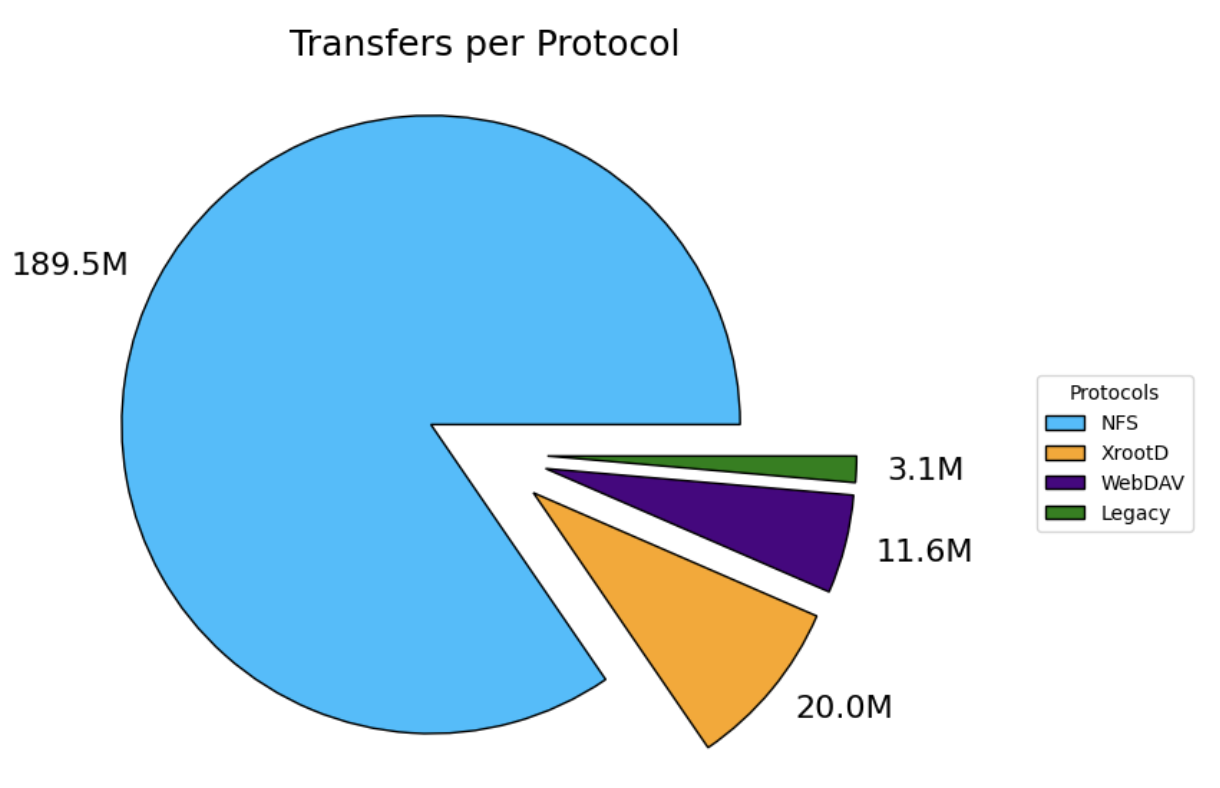 Transfers per Protocol
189.5M
3.1M
11.6M
20.0M
Protocols
NFS
XrootD
WebDAV
Legacy